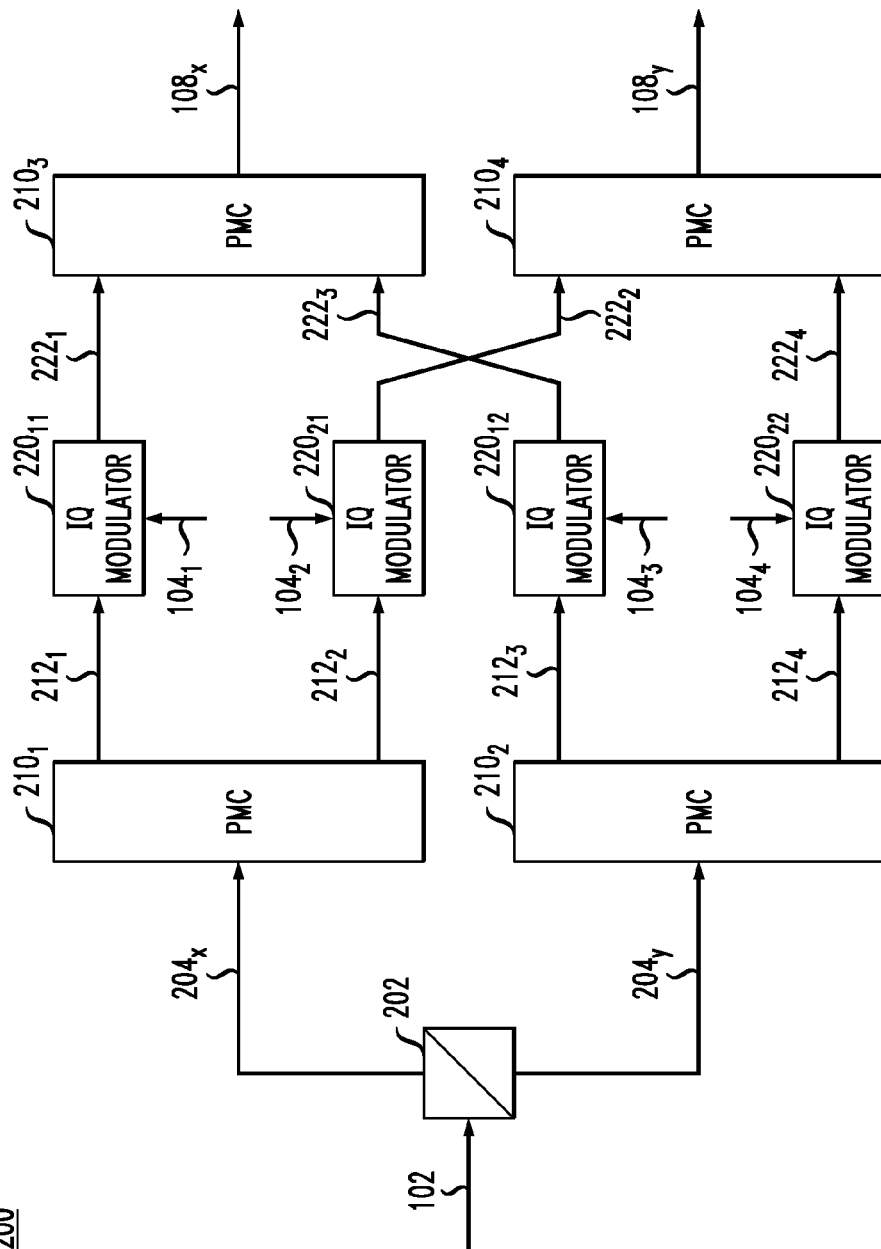 200
102
202
204x
204y
210₁
PMC
210₂
PMC
212₁
212₂
212₃
212₄
220₁₁
IQ
MODULATOR
104₁
220₂₁
IQ
MODULATOR
104₂
220₁₂
IQ
MODULATOR
104₃
220₂₂
IQ
MODULATOR
104₄
222₁
222₃
222₂
222₄
210₃
PMC
210₄
PMC
108x
108y